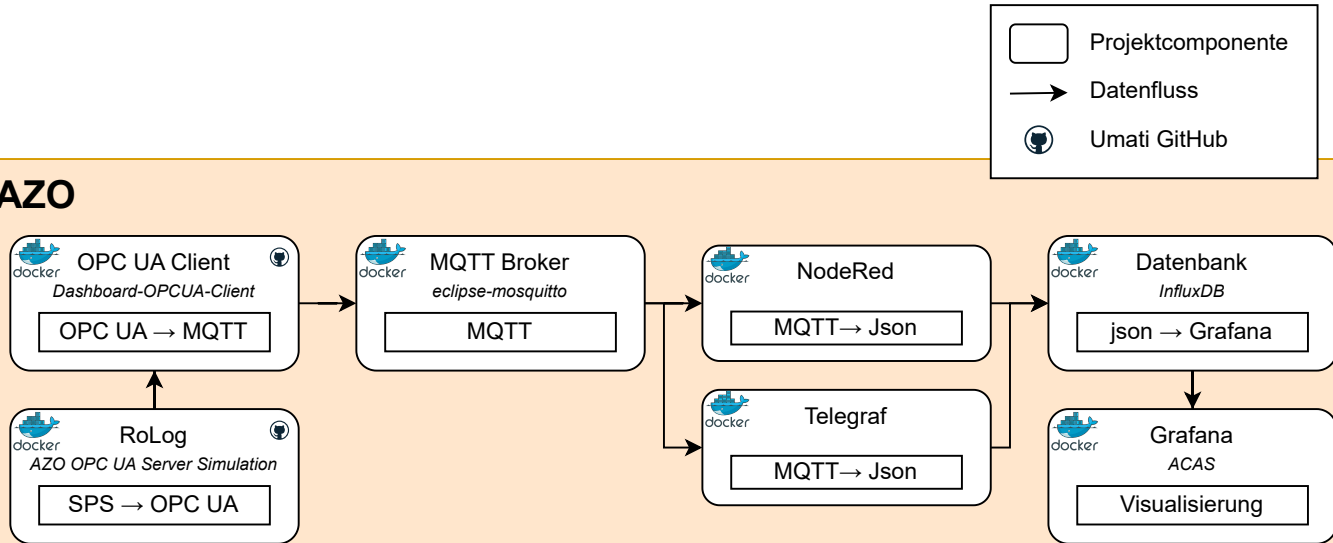 Projektcomponente
Datenfluss
Umati GitHub
AZO
docker
OPC UA Client
Dashboard-OPCUA-Client
OPC UA → MQTT
docker
MQTT Broker
eclipse-mosquitto
MQTT
docker
NodeRed
MQTT→ Json
docker
Datenbank
InfluxDB
json → Grafana
docker
RoLog
AZO OPC UA Server Simulation
SPS → OPC UA
docker
Telegraf
MQTT→ Json
docker
Grafana
ACAS
Visualisierung